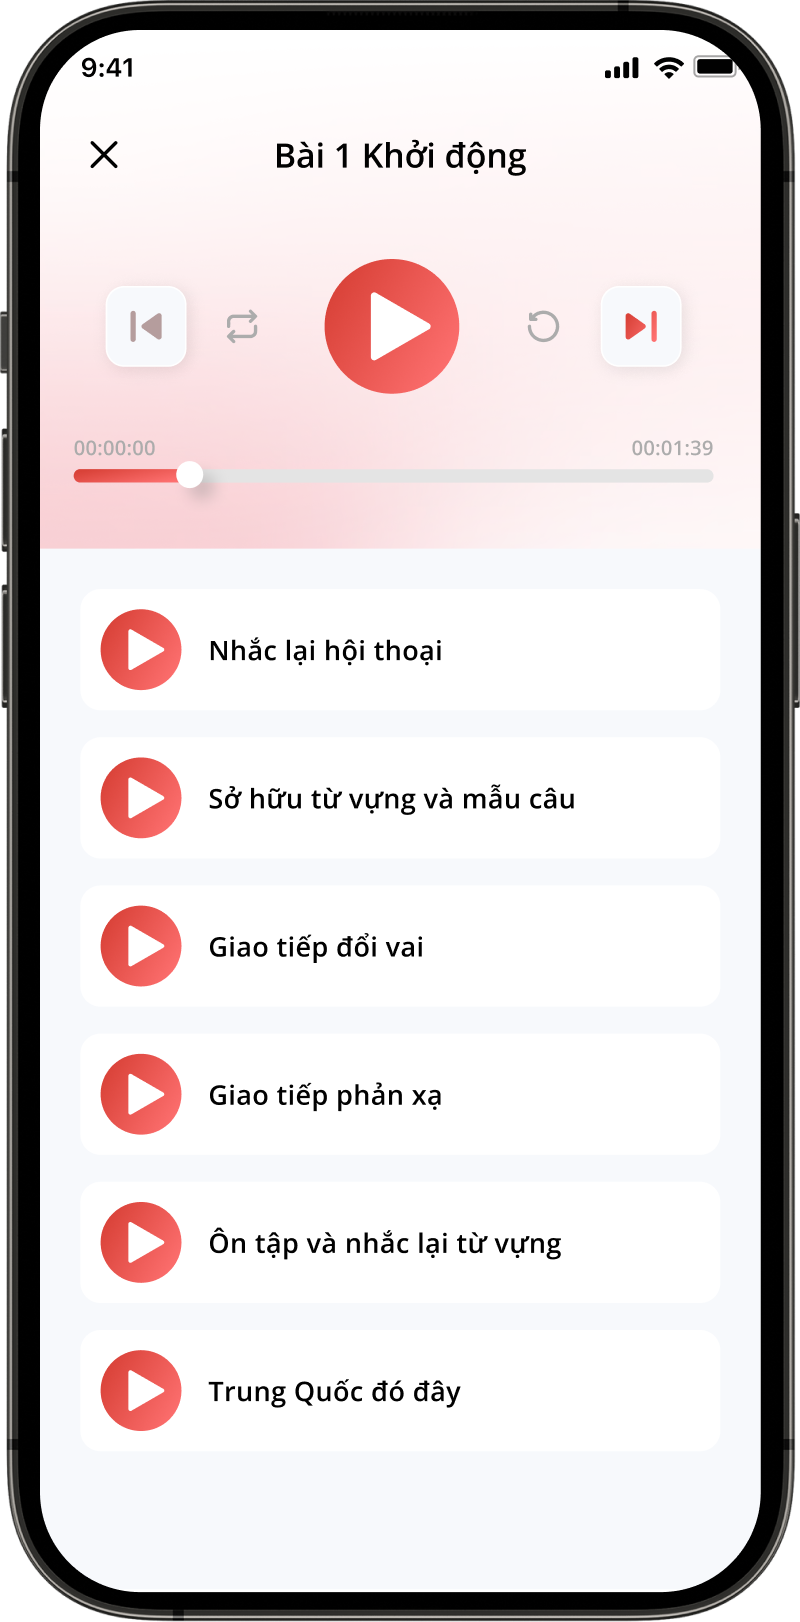 9:41
Bài 1 Khởi động
00:00:00 00:01:39
Nhắc lại hội thoại
Sở hữu từ vựng và mẫu câu
Giao tiếp đổi vai
Giao tiếp phản xạ
Ôn tập và nhắc lại từ vựng
Trung Quốc đó đây